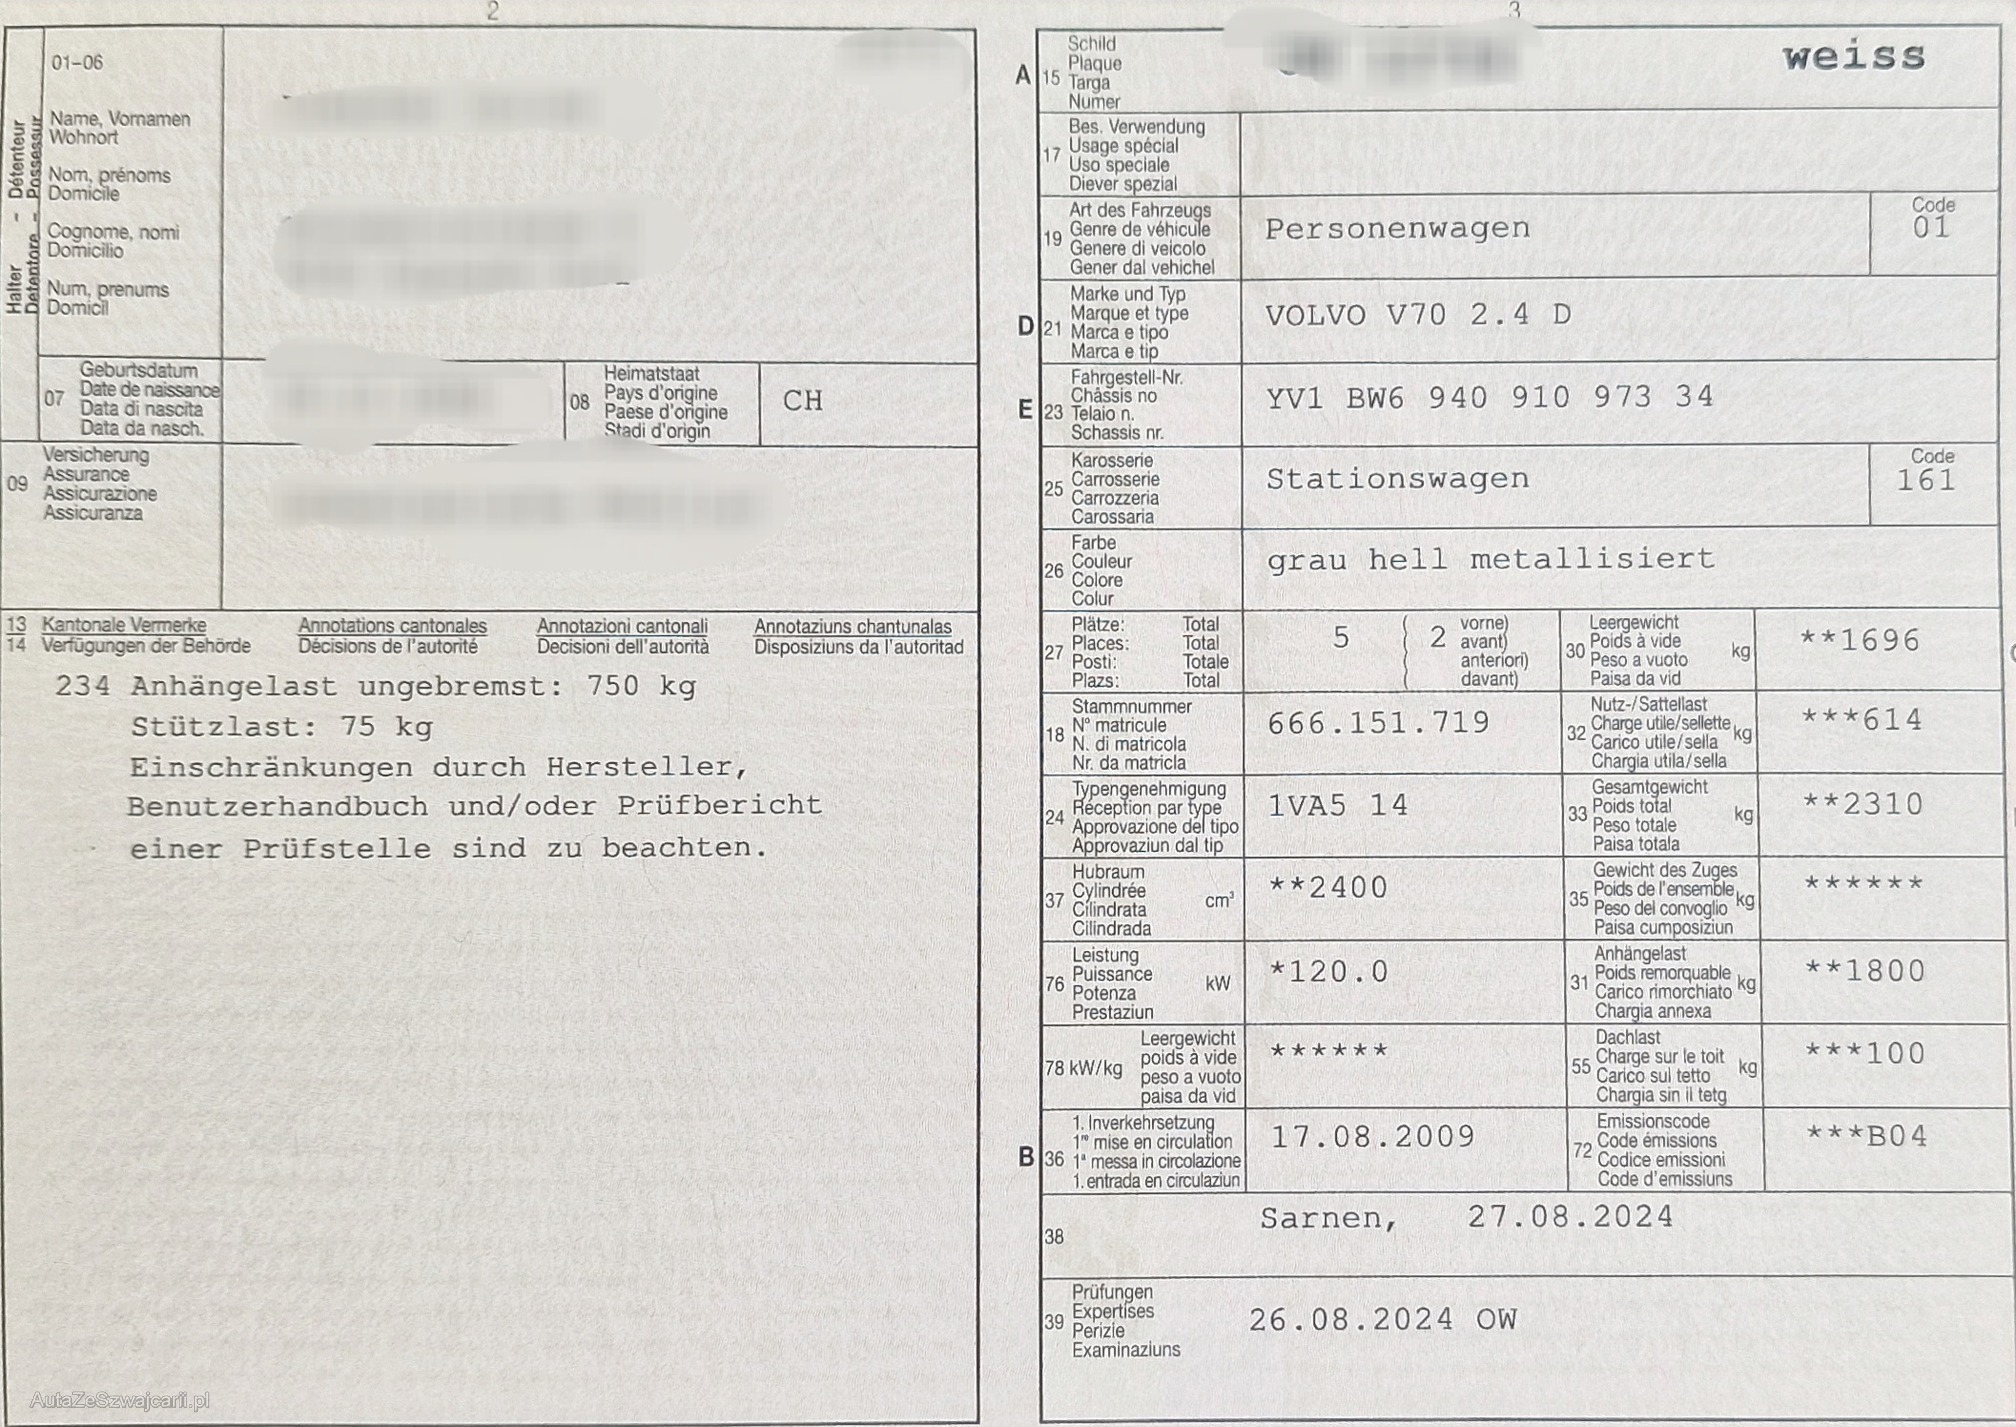 2
01-06
Halter - Détenteur
Detentore - Possessur
Name, Vornamen
Wohnort
Nom, prénoms
Domicile
Cognome, nomi
Domicilio
Num, prenums
Domicil
07
Geburtsdatum
Date de naissance
Data di nascita
Data da nasch.
08
Heimatstaat
Pays d'origine
Paese d'origine
Stadi d'origin
CH
09
Versicherung
Assurance
Assicurazione
Assicuranza
13 Kantonale Vermerke Annotations cantonales Annotazioni cantonali Annotaziuns chantunalas
14 Verfügungen der Behörde Décisions de l'autorité Decisioni dell'autorità Disposiziuns da l'autoritad
234 Anhängelast ungebremst: 750 kg
Stützlast: 75 kg
Einschränkungen durch Hersteller,
Benutzerhandbuch und/oder Prüfbericht
einer Prüfstelle sind zu beachten.
AutaZeSzwajcarii.pl
3
A 15
Schild
Plaque
Targa
Numer
weiss
17
Bes. Verwendung
Usage spécial
Uso speciale
Diever spezial
19
Art des Fahrzeugs
Genre de véhicule
Genere di veicolo
Gener dal vehichel
Personenwagen
Code
01
D 21
Marke und Typ
Marque et type
Marca e tipo
Marca e tip
VOLVO V70 2.4 D
E 23
Fahrgestell-Nr.
Châssis no
Telaio n.
Schassis nr.
YV1 BW6 940 910 973 34
25
Karosserie
Carrosserie
Carrozzeria
Carossaria
Stationswagen
Code
161
26
Farbe
Couleur
Colore
Colur
grau hell metallisiert
27
Plätze: Total
Places: Total
Posti: Totale
Plazs: Total
5 ( 2
vorne)
avant)
anteriori)
davant)
30
Leergewicht
Poids à vide
Peso a vuoto
Paisa da vid
kg
**1696
18
Stammnummer
N° matricule
N. di matricola
Nr. da matricla
666.151.719
32
Nutz-/Sattellast
Charge utile/sellette
Carico utile/sella
Chargia utila/sella
kg
***614
24
Typengenehmigung
Réception par type
Approvazione del tipo
Approvaziun dal tip
1VA5 14
33
Gesamtgewicht
Poids total
Peso totale
Paisa totala
kg
**2310
37
Hubraum
Cylindrée
Cilindrata
Cilindrada
cm³
**2400
35
Gewicht des Zuges
Poids de l'ensemble
Peso del convoglio
Paisa cumposiziun
kg
******
76
Leistung
Puissance
Potenza
Prestaziun
kW
*120.0
31
Anhängelast
Poids remorquable
Carico rimorchiato
Chargia annexa
kg
**1800
78 kW/kg
Leergewicht
poids à vide
peso a vuoto
paisa da vid
******
55
Dachlast
Charge sur le toit
Carico sul tetto
Chargia sin il tetg
kg
***100
B 36
1. Inverkehrsetzung
1re mise en circulation
1a messa in circolazione
1. entrada en circulaziun
17.08.2009
72
Emissionscode
Code émissions
Codice emissioni
Code d'emissiuns
***B04
38
Sarnen, 27.08.2024
39
Prüfungen
Expertises
Perizie
Examinaziuns
26.08.2024 OW